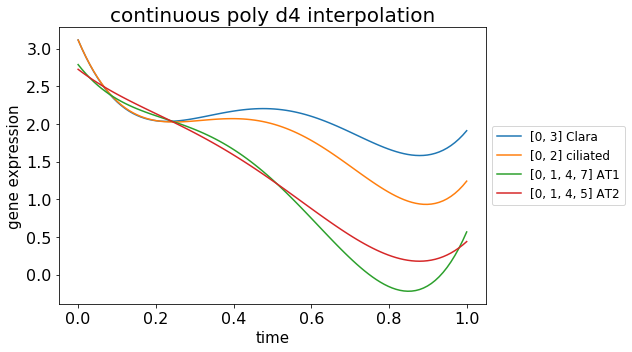 continuous poly d4 interpolation
gene expression
3.0
2.5
2.0
1.5
1.0
0.5
0.0
0.0 0.2 0.4 0.6 0.8 1.0
time
[0, 3] Clara
[0, 2] ciliated
[0, 1, 4, 7] AT1
[0, 1, 4, 5] AT2